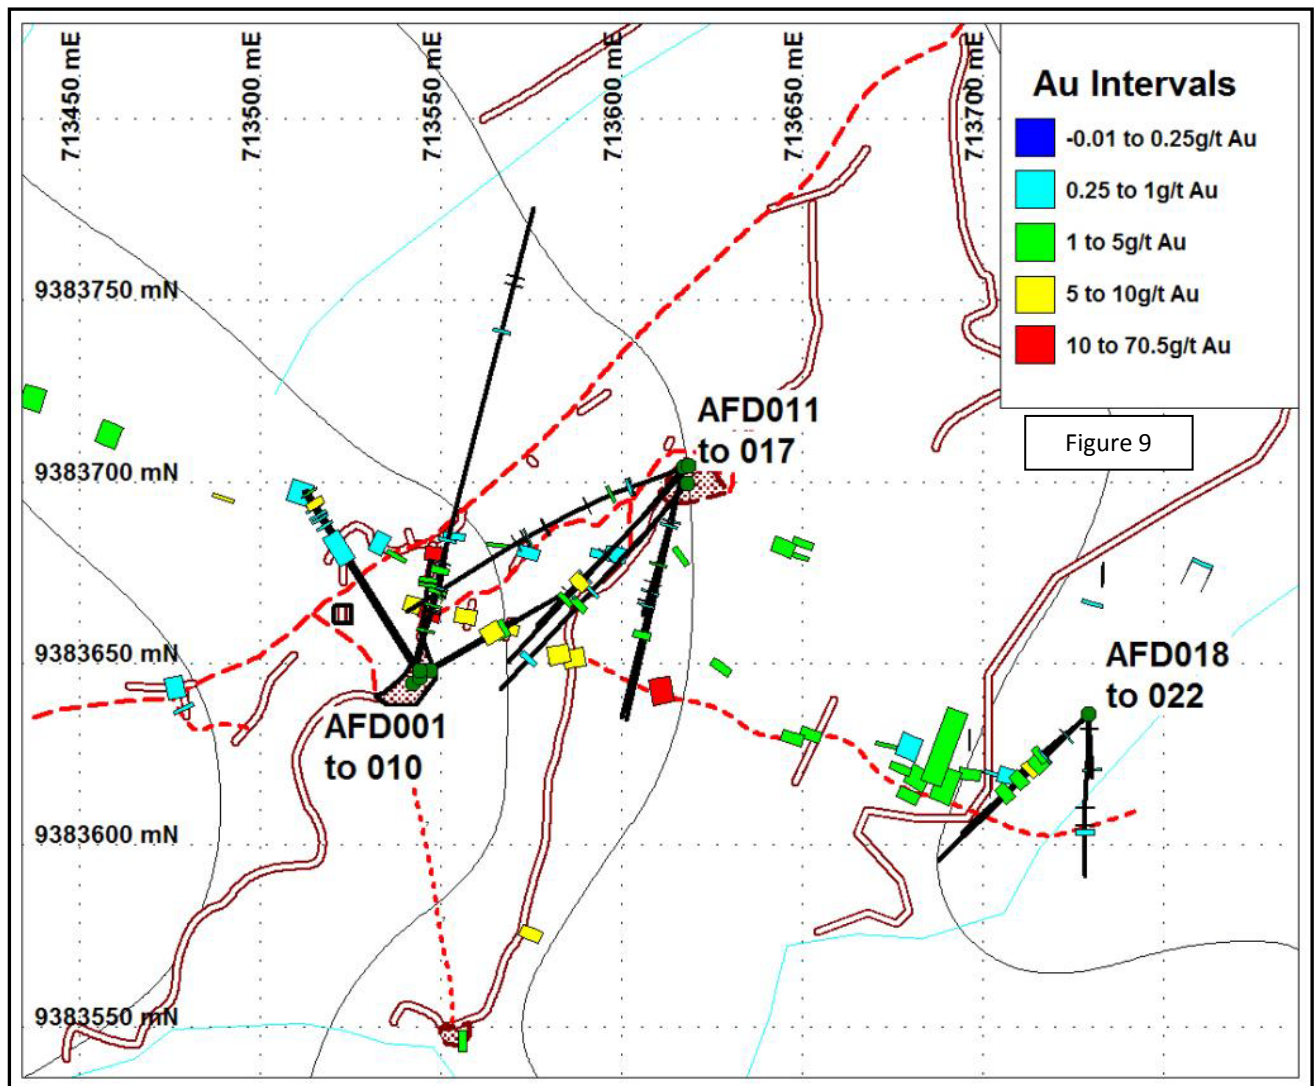 713450 mE
713500 mE
713550 mE
713600 mE
713650 mE
713700 mE
Au Intervals
-0.01 to 0.25g/t Au
0.25 to 1g/t Au
1 to 5g/t Au
5 to 10g/t Au
10 to 70.5g/t Au
Figure 9
9383750 mN
9383700 mN
9383650 mN
9383600 mN
9383550 mN
AFD011
to 017
AFD018
to 022
AFD001
to 010